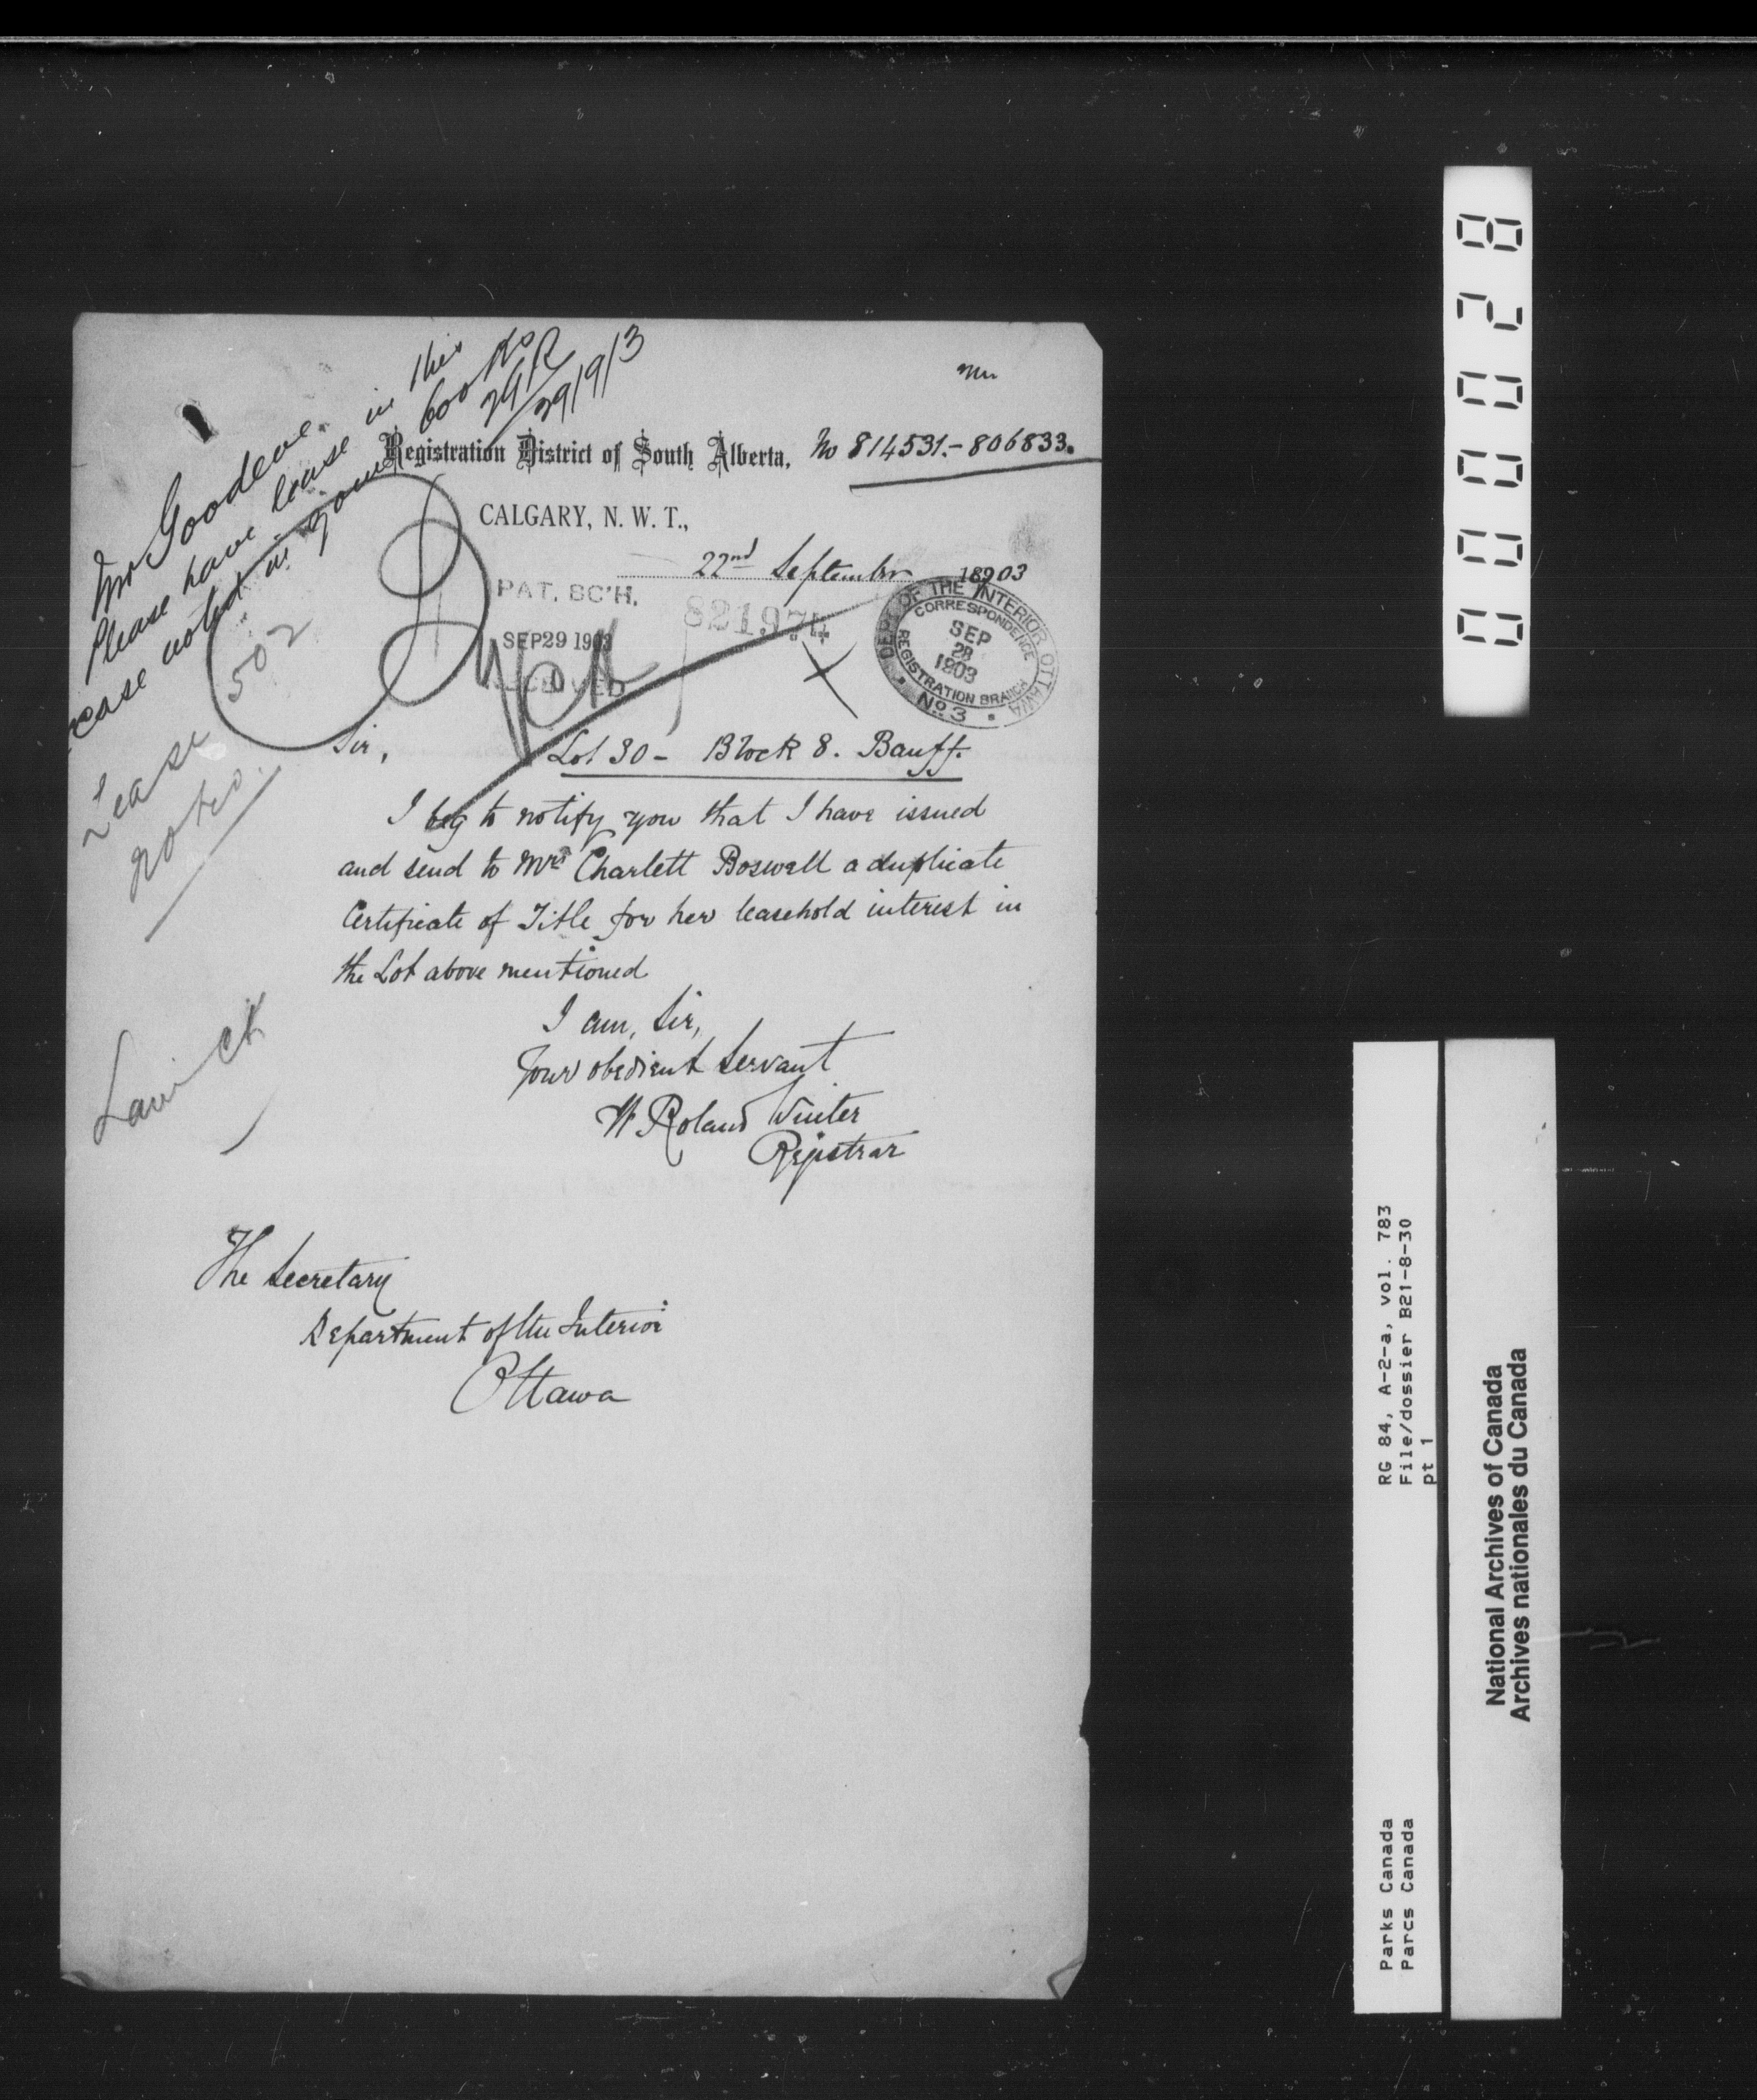 Mr Goodeve.
Please have lease in this
case noted in your books
29/9/3
Registration District of South Alberta, No 814531.-806833.
CALGARY, N. W. T.,
22nd September 1903
PAT. BC'H.
SEP 29 1903
RECEIVED
821974
DEPT OF THE INTERIOR OTTAWA
CORRESPONDENCE
SEP
28
1903
REGISTRATION BRANCH
No 3
502
Lease
noted.
Sir,
Lot 30 - Block 8. Banff.
I beg to notify you that I have issued
and send to Mrs Charlett Boswell a duplicate
Certificate of Title for her leasehold interest in
the Lot above mentioned
I am, Sir,
Your obedient Servant
W Roland Winter
Registrar
The Secretary
Department of the Interior
Ottawa
00028
RG 84, A-2-a, vol. 783
File/dossier B21-8-30
pt 1
Parks Canada
Parcs Canada
National Archives of Canada
Archives nationales du Canada